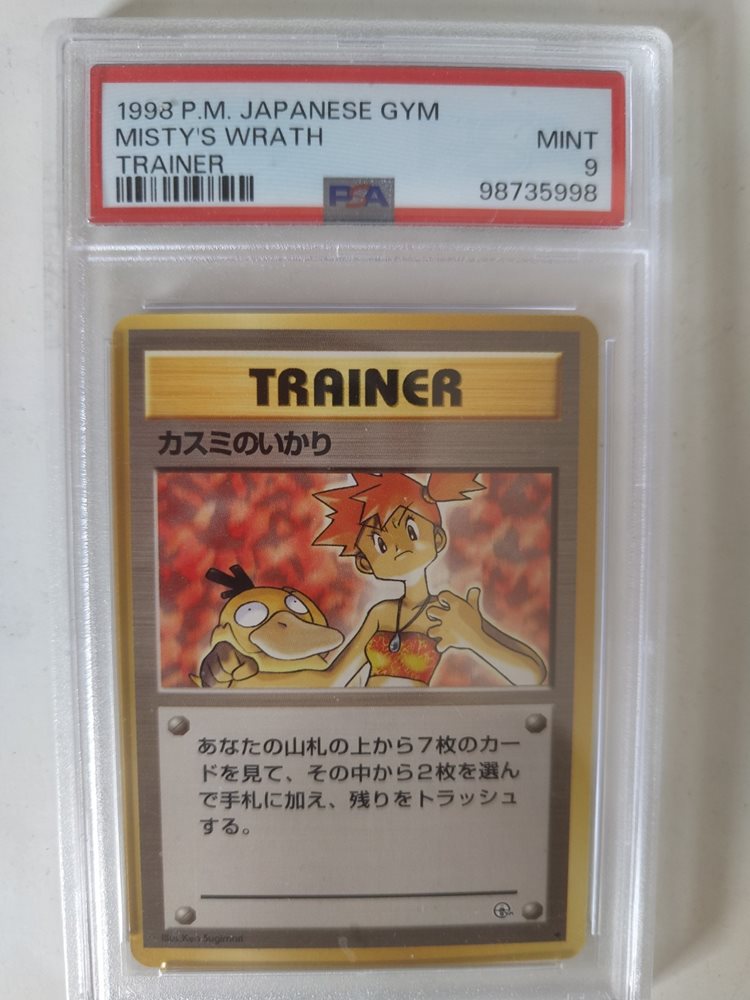 1998 P.M. JAPANESE GYM
MISTY'S WRATH
MINT
TRAINER
9
PSA
98735998
TRAINER
カスミのいかり
あなたの山札の上から7枚のカー
ドを見て、その中から2枚を選ん
で手札に加え、残りをトラッシュ
する。
Illus. Ken Sugimori